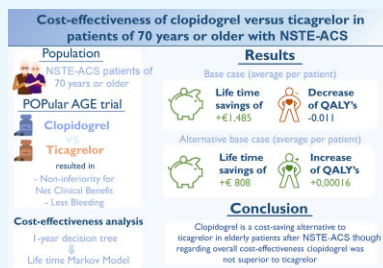 Cost-effectiveness of clopidogrel versus ticagrelor in
patients of 70 years or older with NSTE-ACS
Population
NSTE-ACS patients of
70 years or older
POPular AGE trial
Clopidogrel
VS
Ticagrelor
resulted in
- Non-inferiority for
Net Clinical Benefit
- Less Bleeding
Cost-effectiveness analysis
1-year decision tree
Life time Markov Model
Results
Base case (average per patient)
Life time
savings of
+€1,485
Decrease
of QALY's
-0.011
Alternative base case (average per patient)
Life time
savings of
+€ 808
Increase
of QALY's
+0,00016
Conclusion
Clopidogrel is a cost-saving alternative to
ticagrelor in elderly patients after NSTE-ACS though
regarding overall cost-effectiveness clopidogrel was
not superior to ticagrelor